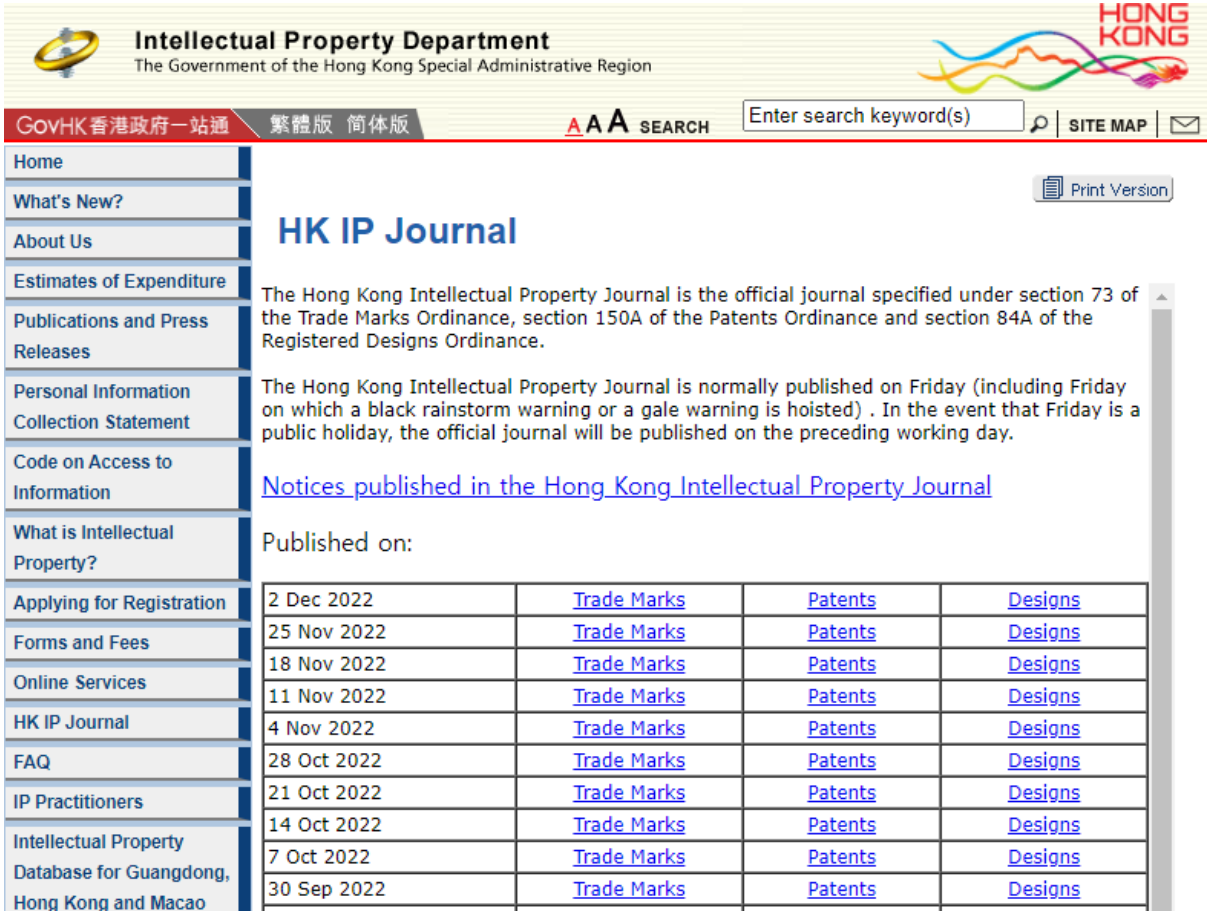 Intellectual Property Department
The Government of the Hong Kong Special Administrative Region
HONG
KONG
GovHK香港政府一站通
繁體版 简体版
A A A SEARCH
Enter search keyword(s)
SITE MAP
Home
What's New?
About Us
Estimates of Expenditure
Publications and Press
Releases
Personal Information
Collection Statement
Code on Access to
Information
What is Intellectual
Property?
Applying for Registration
Forms and Fees
Online Services
HK IP Journal
FAQ
IP Practitioners
Intellectual Property
Database for Guangdong,
Hong Kong and Macao
Print Version
HK IP Journal
The Hong Kong Intellectual Property Journal is the official journal specified under section 73 of
the Trade Marks Ordinance, section 150A of the Patents Ordinance and section 84A of the
Registered Designs Ordinance.
The Hong Kong Intellectual Property Journal is normally published on Friday (including Friday
on which a black rainstorm warning or a gale warning is hoisted) . In the event that Friday is a
public holiday, the official journal will be published on the preceding working day.
Notices published in the Hong Kong Intellectual Property Journal
Published on:
2 Dec 2022 Trade Marks Patents Designs
25 Nov 2022 Trade Marks Patents Designs
18 Nov 2022 Trade Marks Patents Designs
11 Nov 2022 Trade Marks Patents Designs
4 Nov 2022 Trade Marks Patents Designs
28 Oct 2022 Trade Marks Patents Designs
21 Oct 2022 Trade Marks Patents Designs
14 Oct 2022 Trade Marks Patents Designs
7 Oct 2022 Trade Marks Patents Designs
30 Sep 2022 Trade Marks Patents Designs